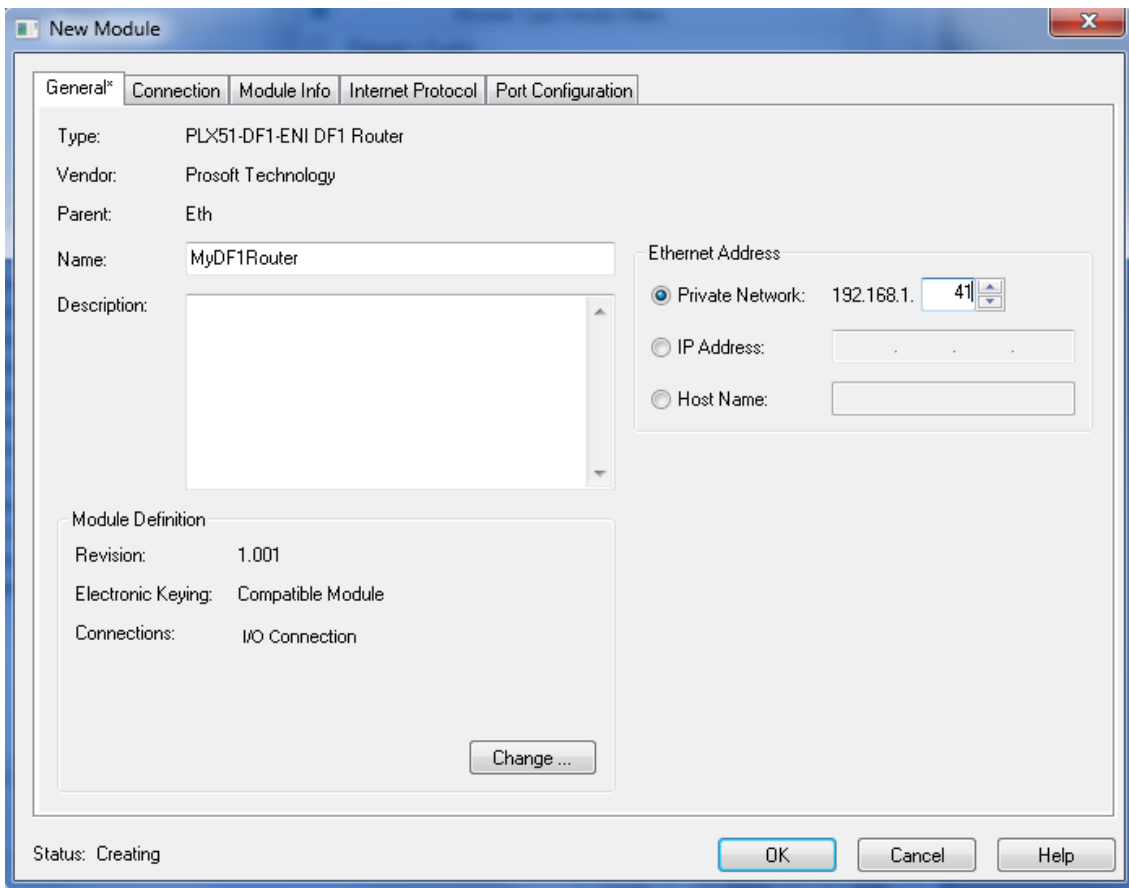 New Module
General* Connection Module Info Internet Protocol Port Configuration
Type: PLX51-DF1-ENI DF1 Router
Vendor: Prosoft Technology
Parent: Eth
Name: MyDF1Router
Description:
Ethernet Address
Private Network: 192.168.1. 41
IP Address: . . .
Host Name:
Module Definition
Revision: 1.001
Electronic Keying: Compatible Module
Connections: I/O Connection
Change ...
Status: Creating
OK Cancel Help